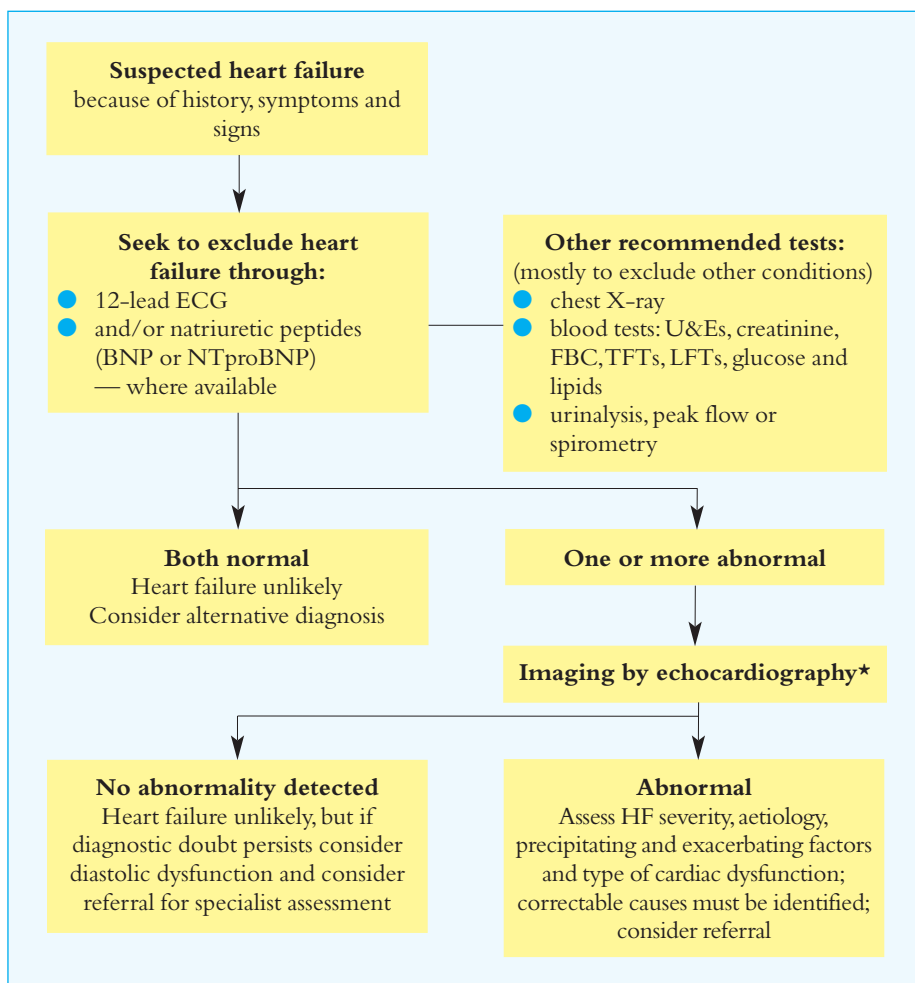 Suspected heart failure
because of history, symptoms and
signs
Seek to exclude heart
failure through:
12-lead ECG
and/or natriuretic peptides
(BNP or NTproBNP)
— where available
Other recommended tests:
(mostly to exclude other conditions)
chest X-ray
blood tests: U&Es, creatinine,
FBC, TFTs, LFTs, glucose and
lipids
urinalysis, peak flow or
spirometry
Both normal
Heart failure unlikely
Consider alternative diagnosis
One or more abnormal
Imaging by echocardiography★
No abnormality detected
Heart failure unlikely, but if
diagnostic doubt persists consider
diastolic dysfunction and consider
referral for specialist assessment
Abnormal
Assess HF severity, aetiology,
precipitating and exacerbating factors
and type of cardiac dysfunction;
correctable causes must be identified;
consider referral